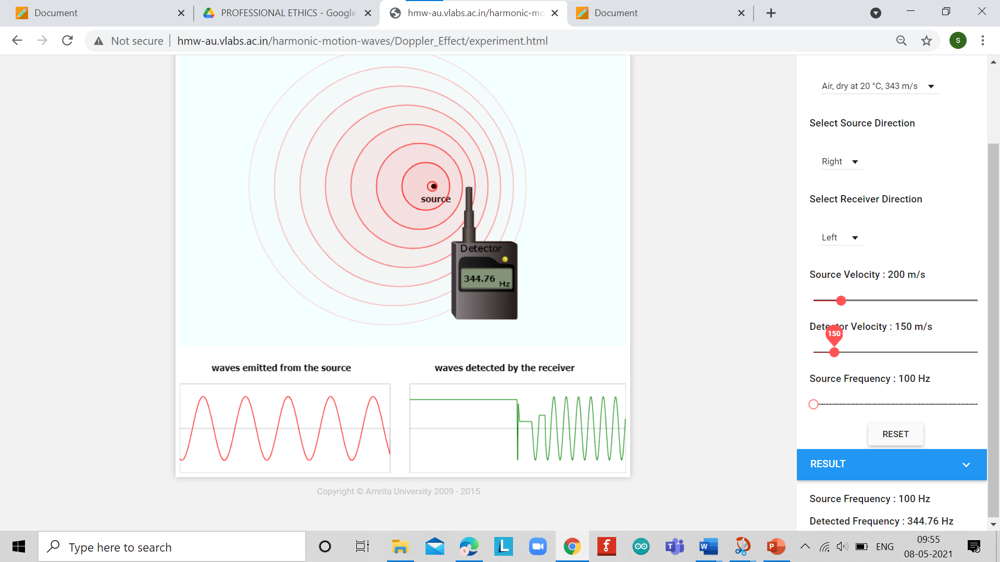 Document
PROFESSIONAL ETHICS - Google
hmw-au.vlabs.ac.in/harmonic-mo
Document
Not secure
hmw-au.vlabs.ac.in/harmonic-motion-waves/Doppler_Effect/experiment.html
S
source
Detector
344.76 Hz
waves emitted from the source
waves detected by the receiver
Copyright © Amrita University 2009 - 2015
Air, dry at 20 °C, 343 m/s
Select Source Direction
Right
Select Receiver Direction
Left
Source Velocity : 200 m/s
Detector Velocity : 150 m/s
150
Source Frequency : 100 Hz
RESET
RESULT
Source Frequency : 100 Hz
Detected Frequency : 344.76 Hz
Type here to search
ENG
09:55
08-05-2021